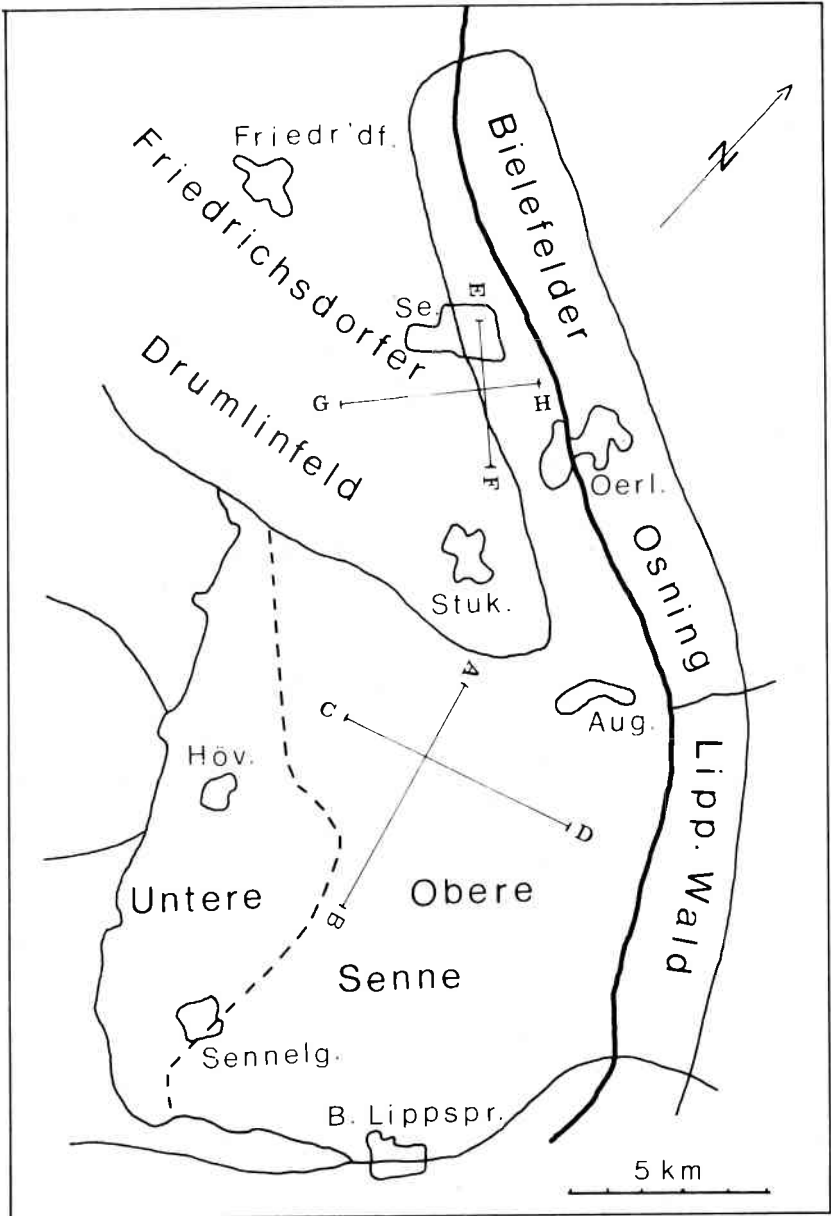 Friedr'df.
Bielefelder
N
Friedrichsdorfer
Se.
E
Drumlinfeld
G
H
F
Oerl.
Stuk.
Osning
A
C
Aug.
Höv.
Lipp. Wald
D
Untere
Obere
B
Senne
Sennelg.
B. Lippspr.
5 km